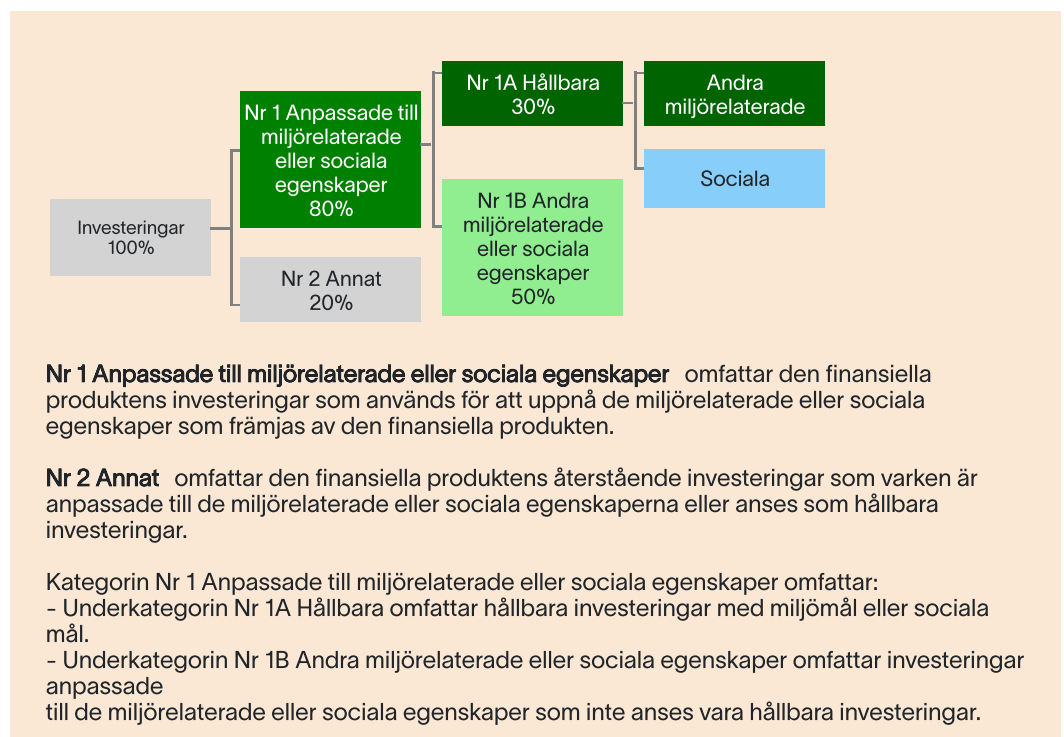 Investeringar
100%
Nr 1 Anpassade till
miljörelaterade
eller sociala
egenskaper
80%
Nr 2 Annat
20%
Nr 1A Hållbara
30%
Nr 1B Andra
miljörelaterade
eller sociala
egenskaper
50%
Andra
miljörelaterade
Sociala
Nr 1 Anpassade till miljörelaterade eller sociala egenskaper omfattar den finansiella
produktens investeringar som används för att uppnå de miljörelaterade eller sociala
egenskaper som främjas av den finansiella produkten.
Nr 2 Annat omfattar den finansiella produktens återstående investeringar som varken är
anpassade till de miljörelaterade eller sociala egenskaperna eller anses som hållbara
investeringar.
Kategorin Nr 1 Anpassade till miljörelaterade eller sociala egenskaper omfattar:
- Underkategorin Nr 1A Hållbara omfattar hållbara investeringar med miljömål eller sociala
mål.
- Underkategorin Nr 1B Andra miljörelaterade eller sociala egenskaper omfattar investeringar
anpassade
till de miljörelaterade eller sociala egenskaper som inte anses vara hållbara investeringar.